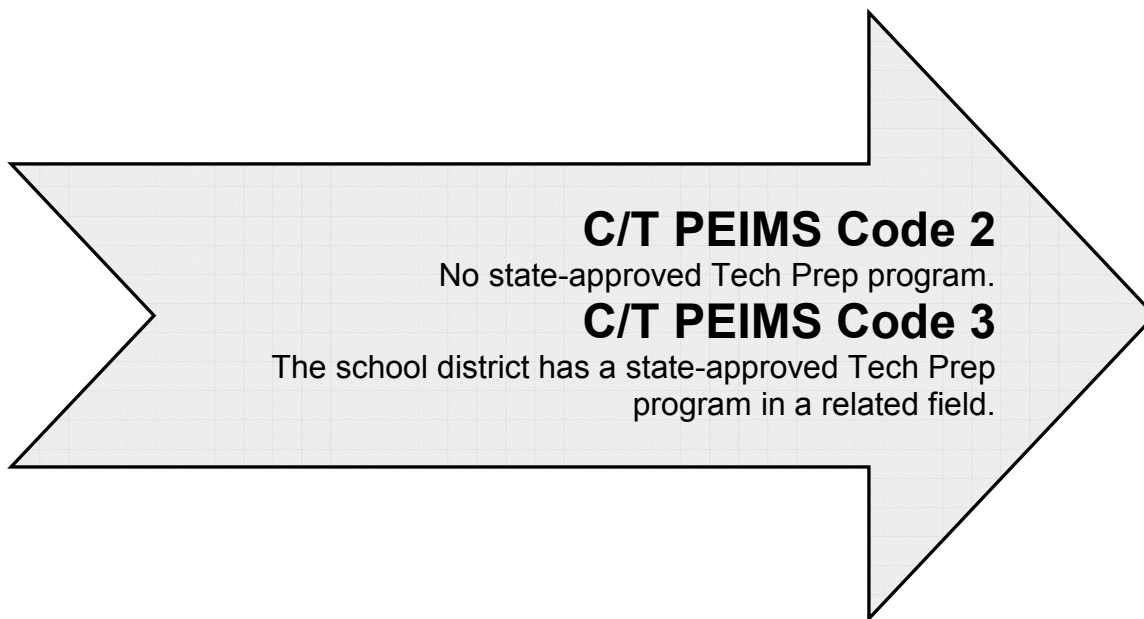 C/T PEIMS Code 2
No state-approved Tech Prep program.
C/T PEIMS Code 3
The school district has a state-approved Tech Prep
program in a related field.